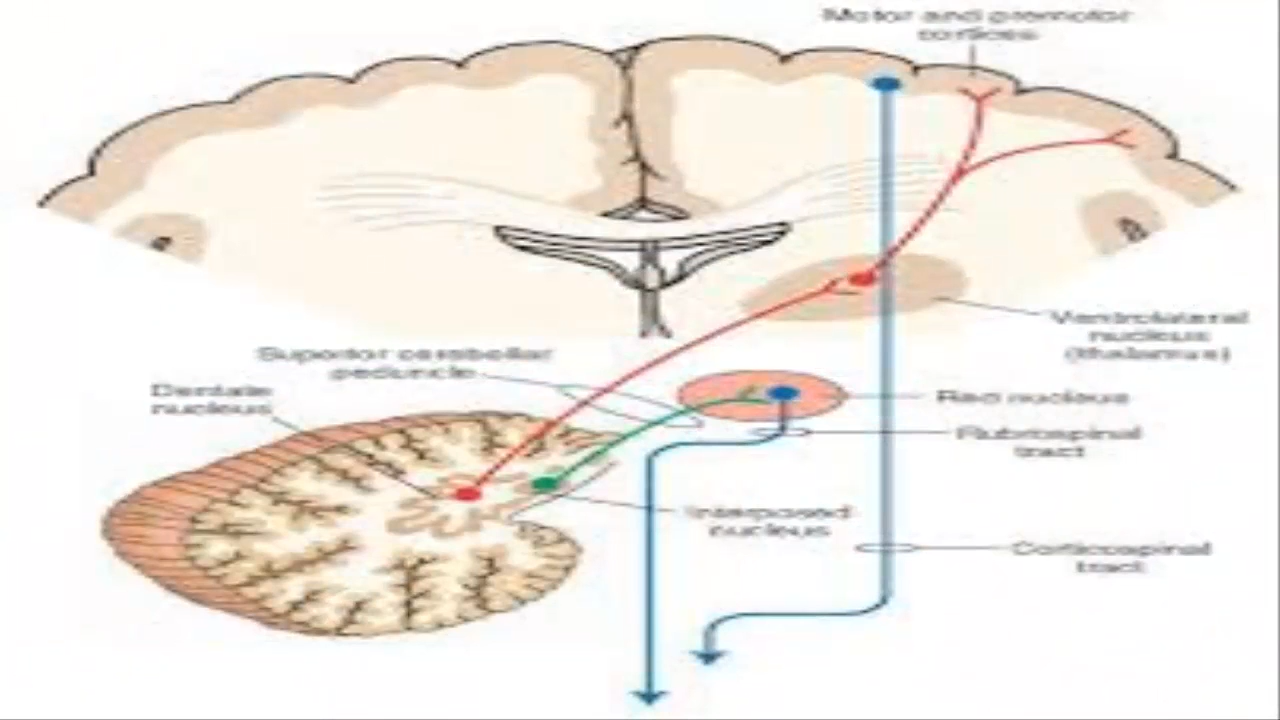 Motor and premotor
cortices
Ventrolateral
nucleus
(thalamus)
Superior cerebellar
peduncle
Dentate
nucleus
Red nucleus
Rubrospinal
tract
Interposed
nucleus
Corticospinal
tract